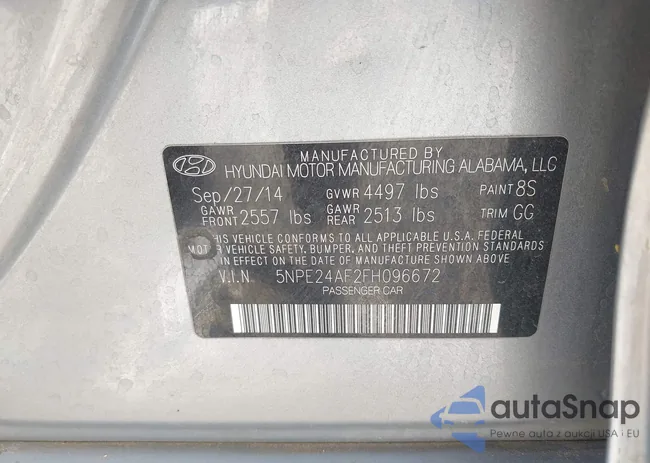 MANUFACTURED BY
HYUNDAI MOTOR MANUFACTURING ALABAMA, LLC
Sep/27/14 GVWR 4497 lbs PAINT 8S
GAWR FRONT 2557 lbs GAWR REAR 2513 lbs TRIM GG
THIS VEHICLE CONFORMS TO ALL APPLICABLE U.S.A. FEDERAL
MOTOR VEHICLE SAFETY, BUMPER, AND THEFT PREVENTION STANDARDS
IN EFFECT ON THE DATE OF MANUFACTURE SHOWN ABOVE
V.I.N. 5NPE24AF2FH096672
PASSENGER CAR
autaSnap
Pewne auta z aukcji USA i EU